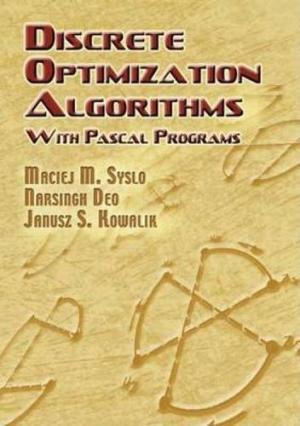 DISCRETE
OPTIMIZATION
ALGORITHMS
WITH PASCAL PROGRAMS
MACIEJ M. SYSLO
NARSINGH DEO
JANUSZ S. KOWALIK